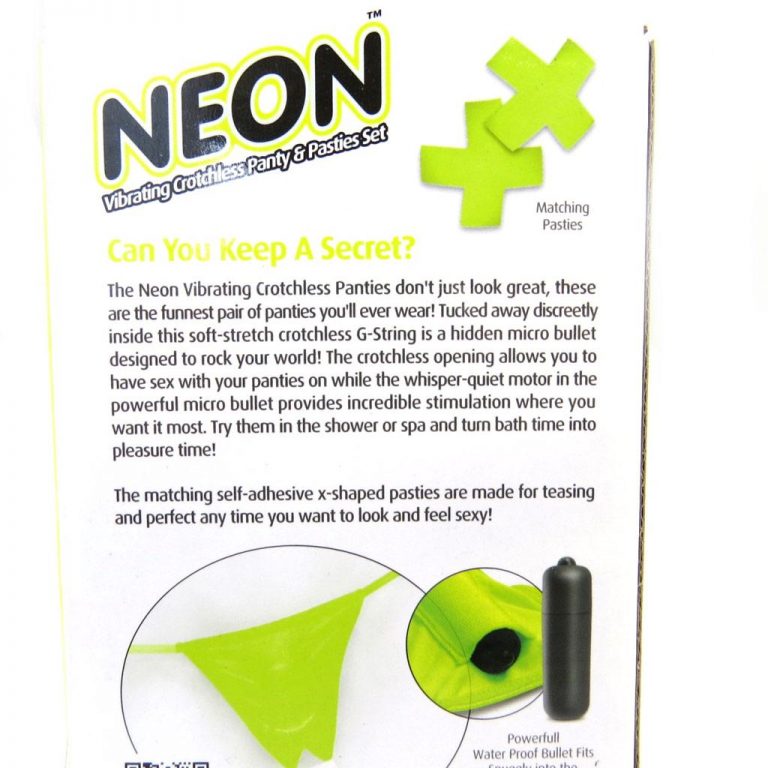 NEON™
Vibrating Crotchless Panty & Pasties Set
Matching
Pasties
Can You Keep A Secret?
The Neon Vibrating Crotchless Panties don't just look great, these
are the funnest pair of panties you'll ever wear! Tucked away discreetly
inside this soft-stretch crotchless G-String is a hidden micro bullet
designed to rock your world! The crotchless opening allows you to
have sex with your panties on while the whisper-quiet motor in the
powerful micro bullet provides incredible stimulation where you
want it most. Try them in the shower or spa and turn bath time into
pleasure time!
The matching self-adhesive x-shaped pasties are made for teasing
and perfect any time you want to look and feel sexy!
Powerfull
Water Proof Bullet Fits
Snugly into the